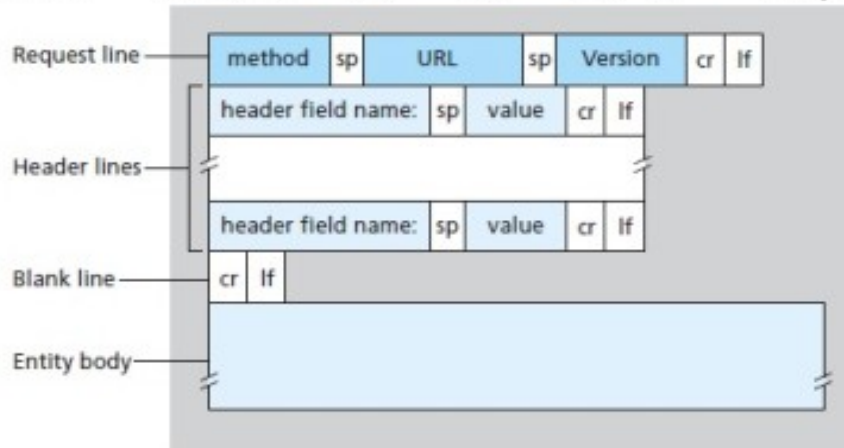 Request line method sp URL sp Version cr lf
header field name: sp value cr lf
Header lines
header field name: sp value cr lf
Blank line cr lf
Entity body